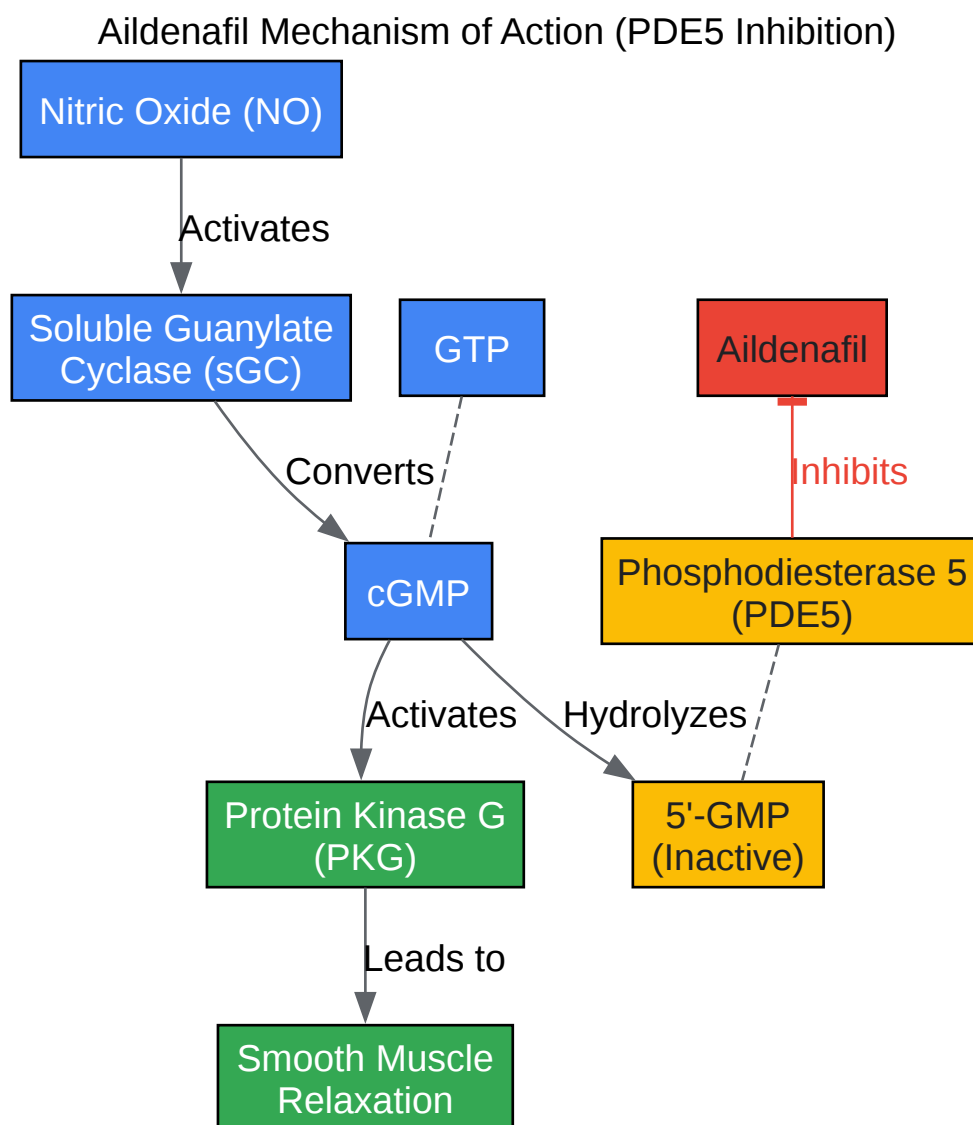 Aildenafil Mechanism of Action (PDE5 Inhibition)
Nitric Oxide (NO)
Activates
Soluble Guanylate
Cyclase (sGC)
GTP
Aildenafil
Converts
Inhibits
cGMP
Phosphodiesterase 5
(PDE5)
Activates
Hydrolyzes
Protein Kinase G
(PKG)
5'-GMP
(Inactive)
Leads to
Smooth Muscle
Relaxation